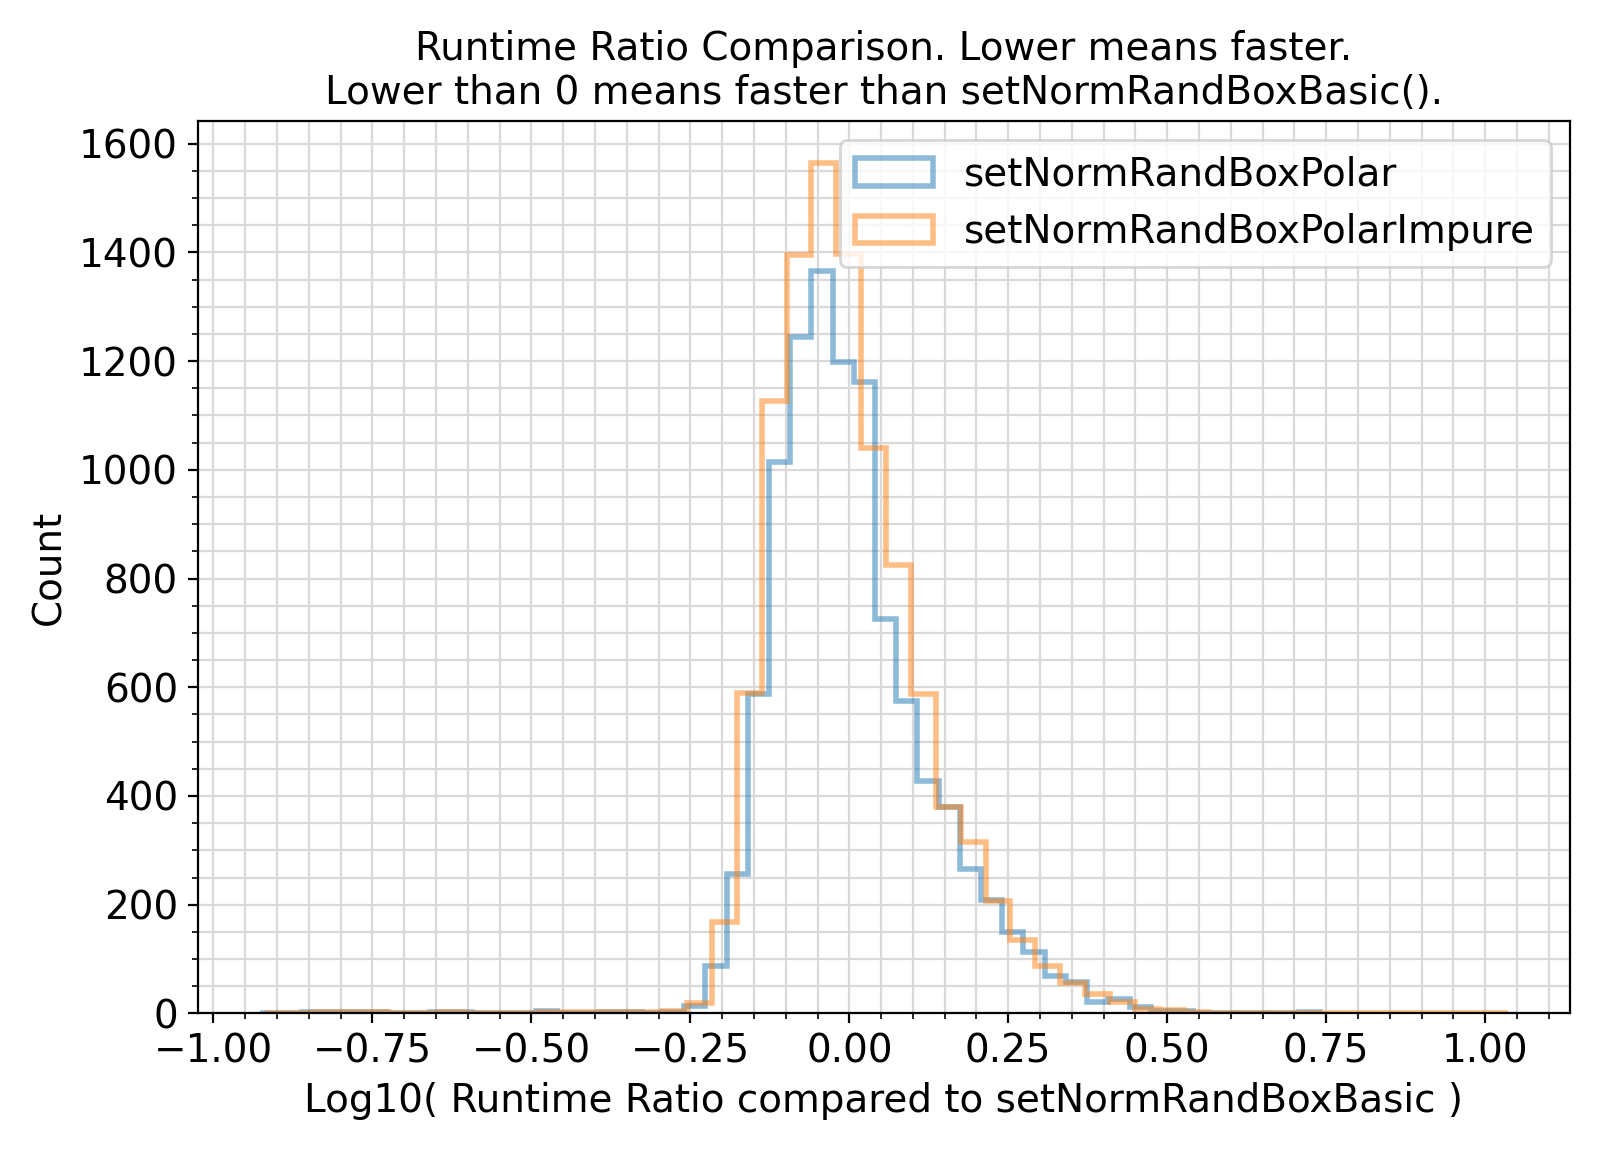 Runtime Ratio Comparison. Lower means faster.
Lower than 0 means faster than setNormRandBoxBasic().
setNormRandBoxPolar
setNormRandBoxPolarImpure
1600
1400
1200
1000
800
600
400
200
0
Count
−1.00 −0.75 −0.50 −0.25 0.00 0.25 0.50 0.75 1.00
Log10( Runtime Ratio compared to setNormRandBoxBasic )